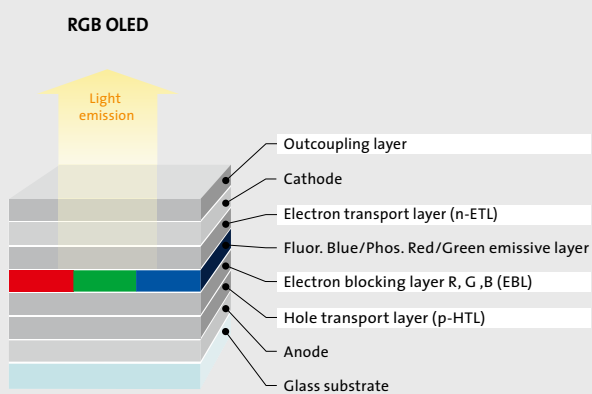 RGB OLED
Light
emission
Outcoupling layer
Cathode
Electron transport layer (n-ETL)
Fluor. Blue/Phos. Red/Green emissive layer
Electron blocking layer R, G ,B (EBL)
Hole transport layer (p-HTL)
Anode
Glass substrate